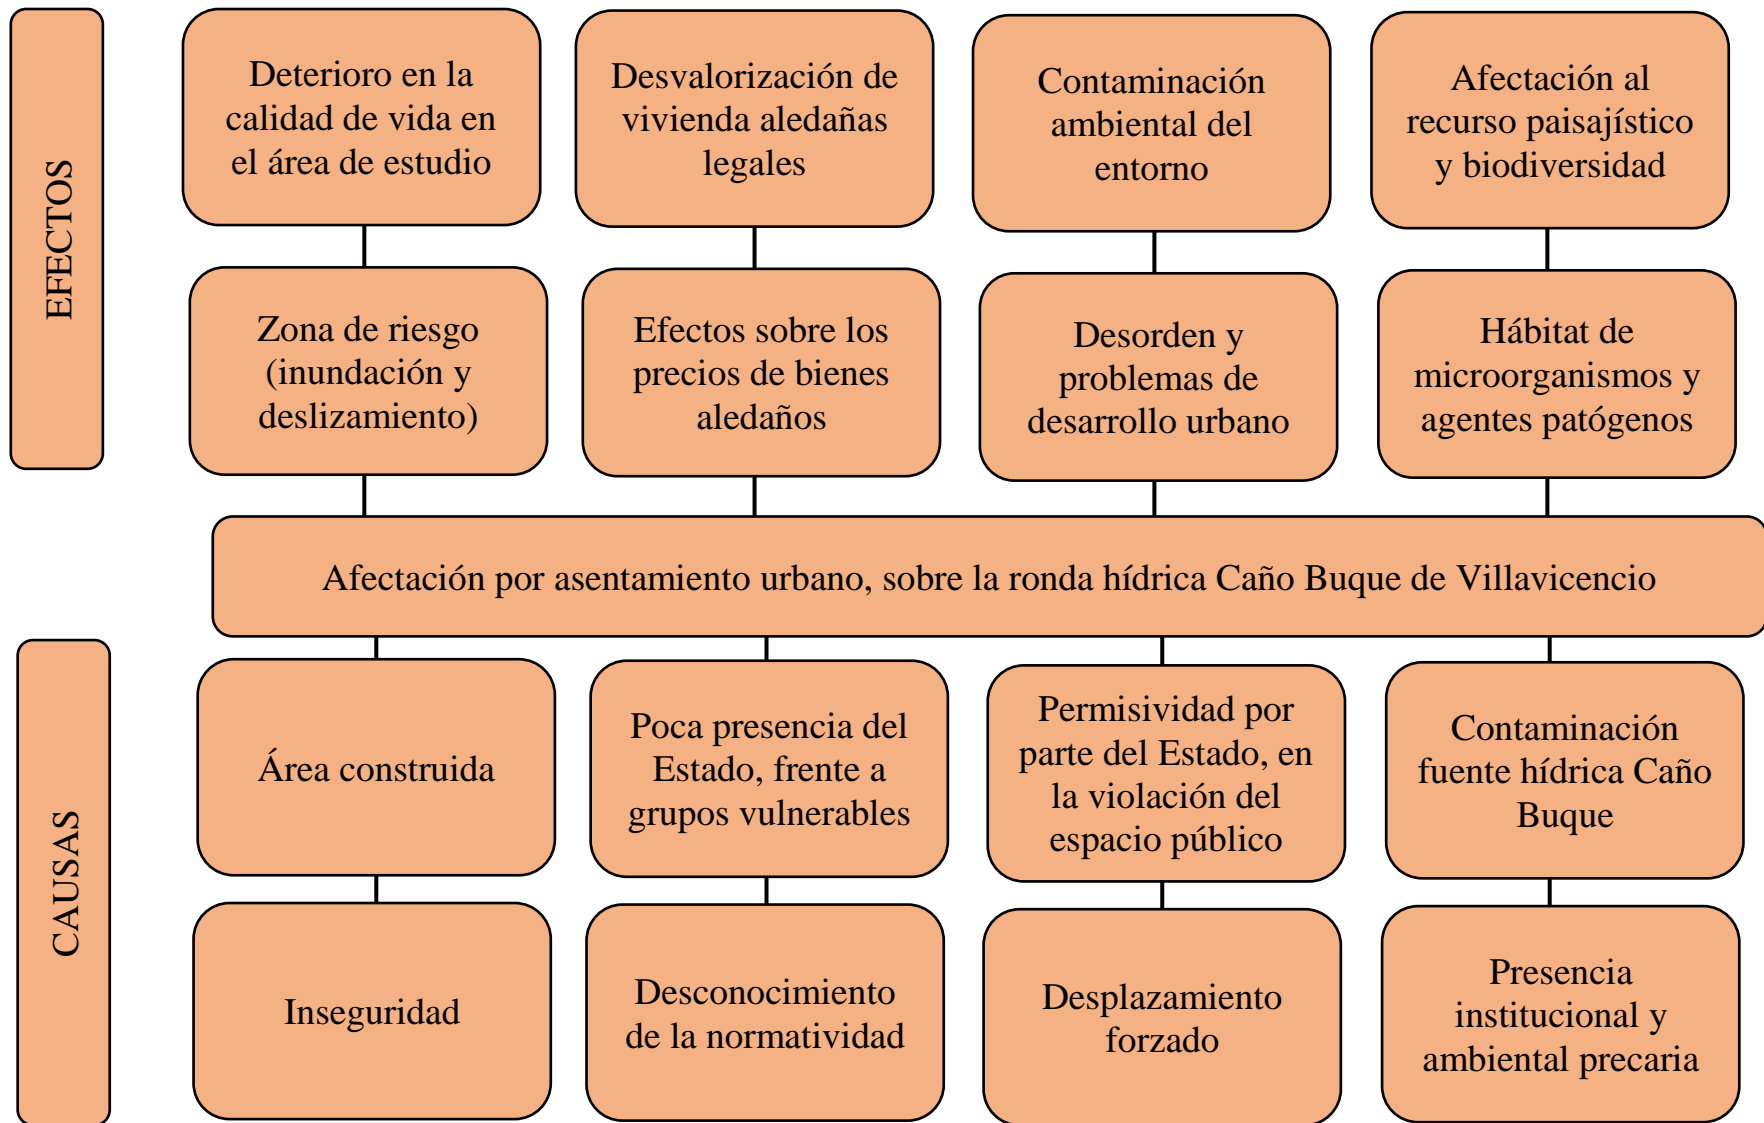 EFECTOS
Deterioro en la
calidad de vida en
el área de estudio
Desvalorización de
vivienda aledañas
legales
Contaminación
ambiental del
entorno
Afectación al
recurso paisajístico
y biodiversidad
Zona de riesgo
(inundación y
deslizamiento)
Efectos sobre los
precios de bienes
aledaños
Desorden y
problemas de
desarrollo urbano
Hábitat de
microorganismos y
agentes patógenos
Afectación por asentamiento urbano, sobre la ronda hídrica Caño Buque de Villavicencio
CAUSAS
Área construida
Poca presencia del
Estado, frente a
grupos vulnerables
Permisividad por
parte del Estado, en
la violación del
espacio público
Contaminación
fuente hídrica Caño
Buque
Inseguridad
Desconocimiento
de la normatividad
Desplazamiento
forzado
Presencia
institucional y
ambiental precaria